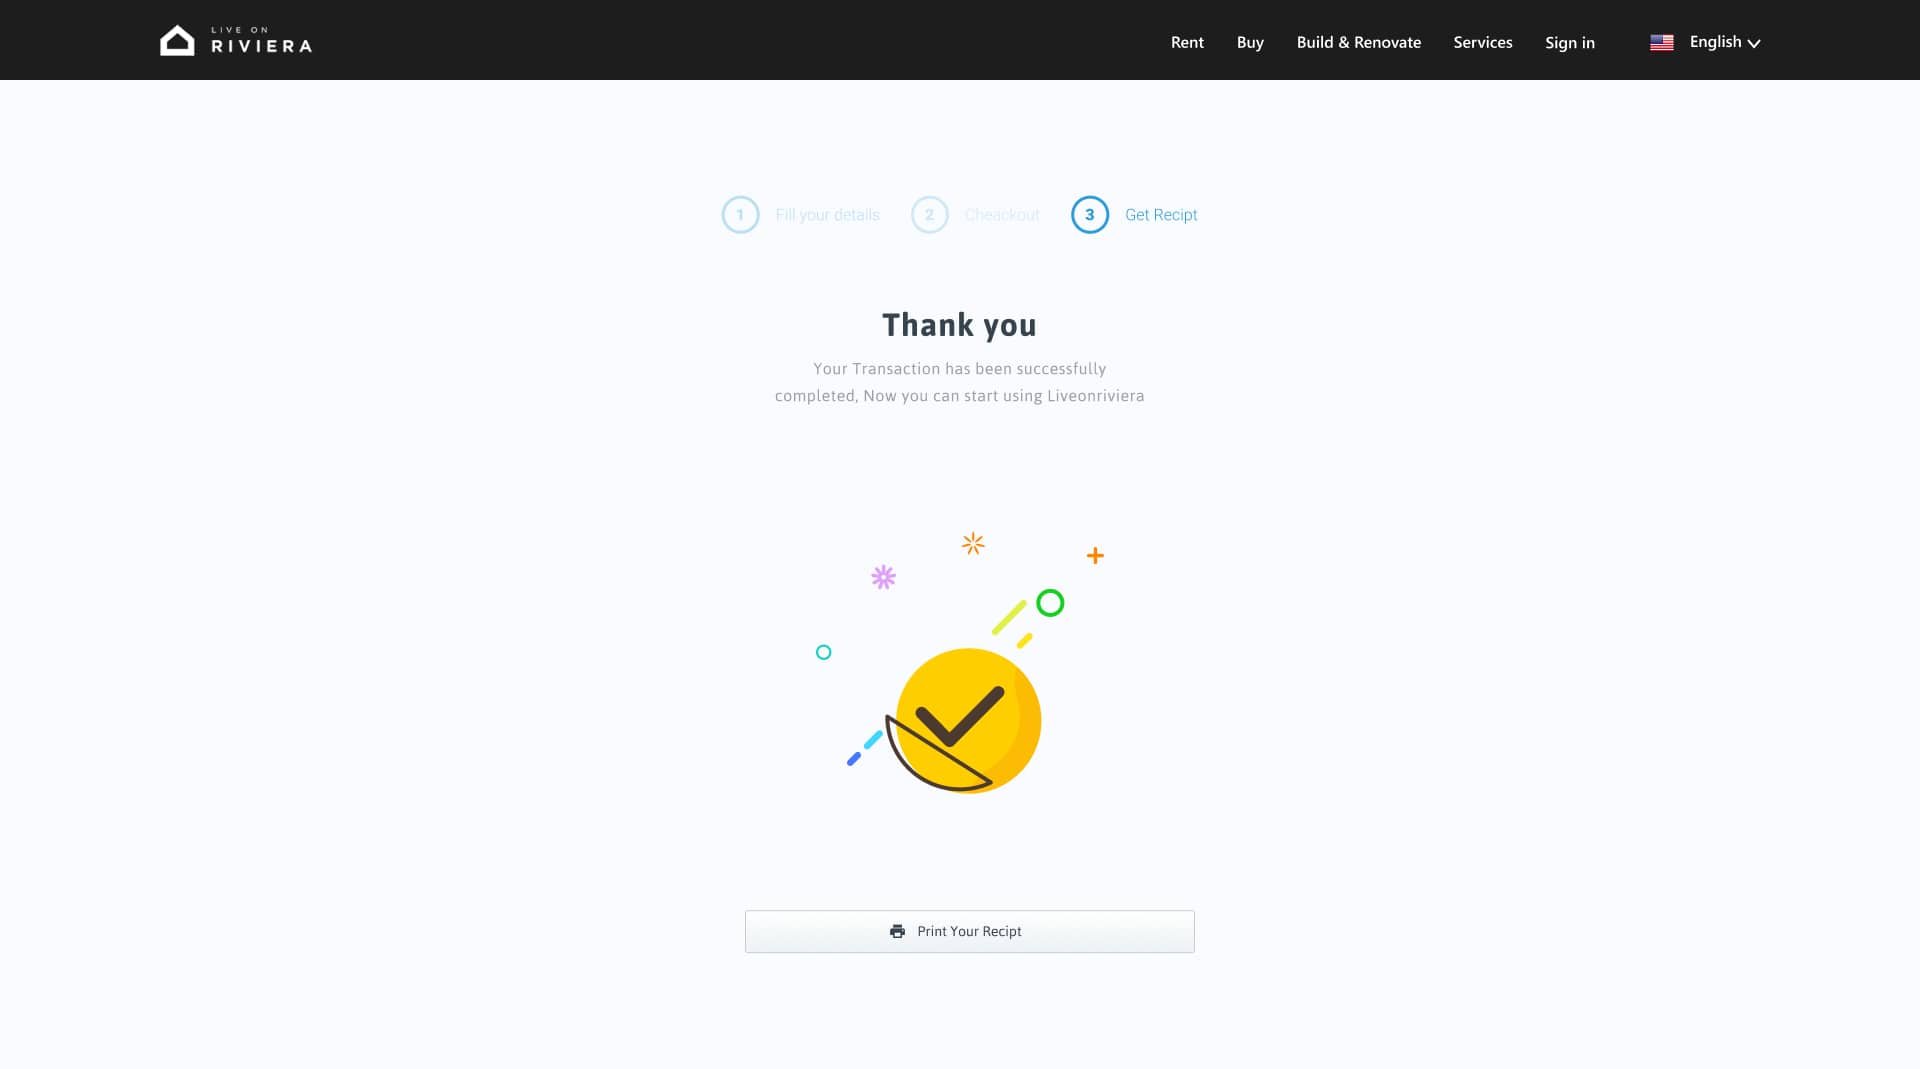 LIVE ON
RIVIERA
Rent Buy Build & Renovate Services Sign in English
1 Fill your details 2 Cheackout 3 Get Recipt
Thank you
Your Transaction has been successfully
completed, Now you can start using Liveonriviera
Print Your Recipt